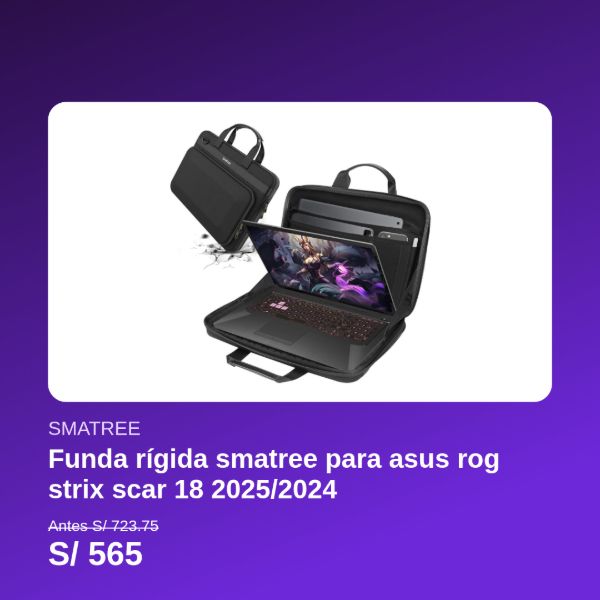 SMATREE
Funda rígida smatree para asus rog
strix scar 18 2025/2024
Antes S/ 723.75
S/ 565